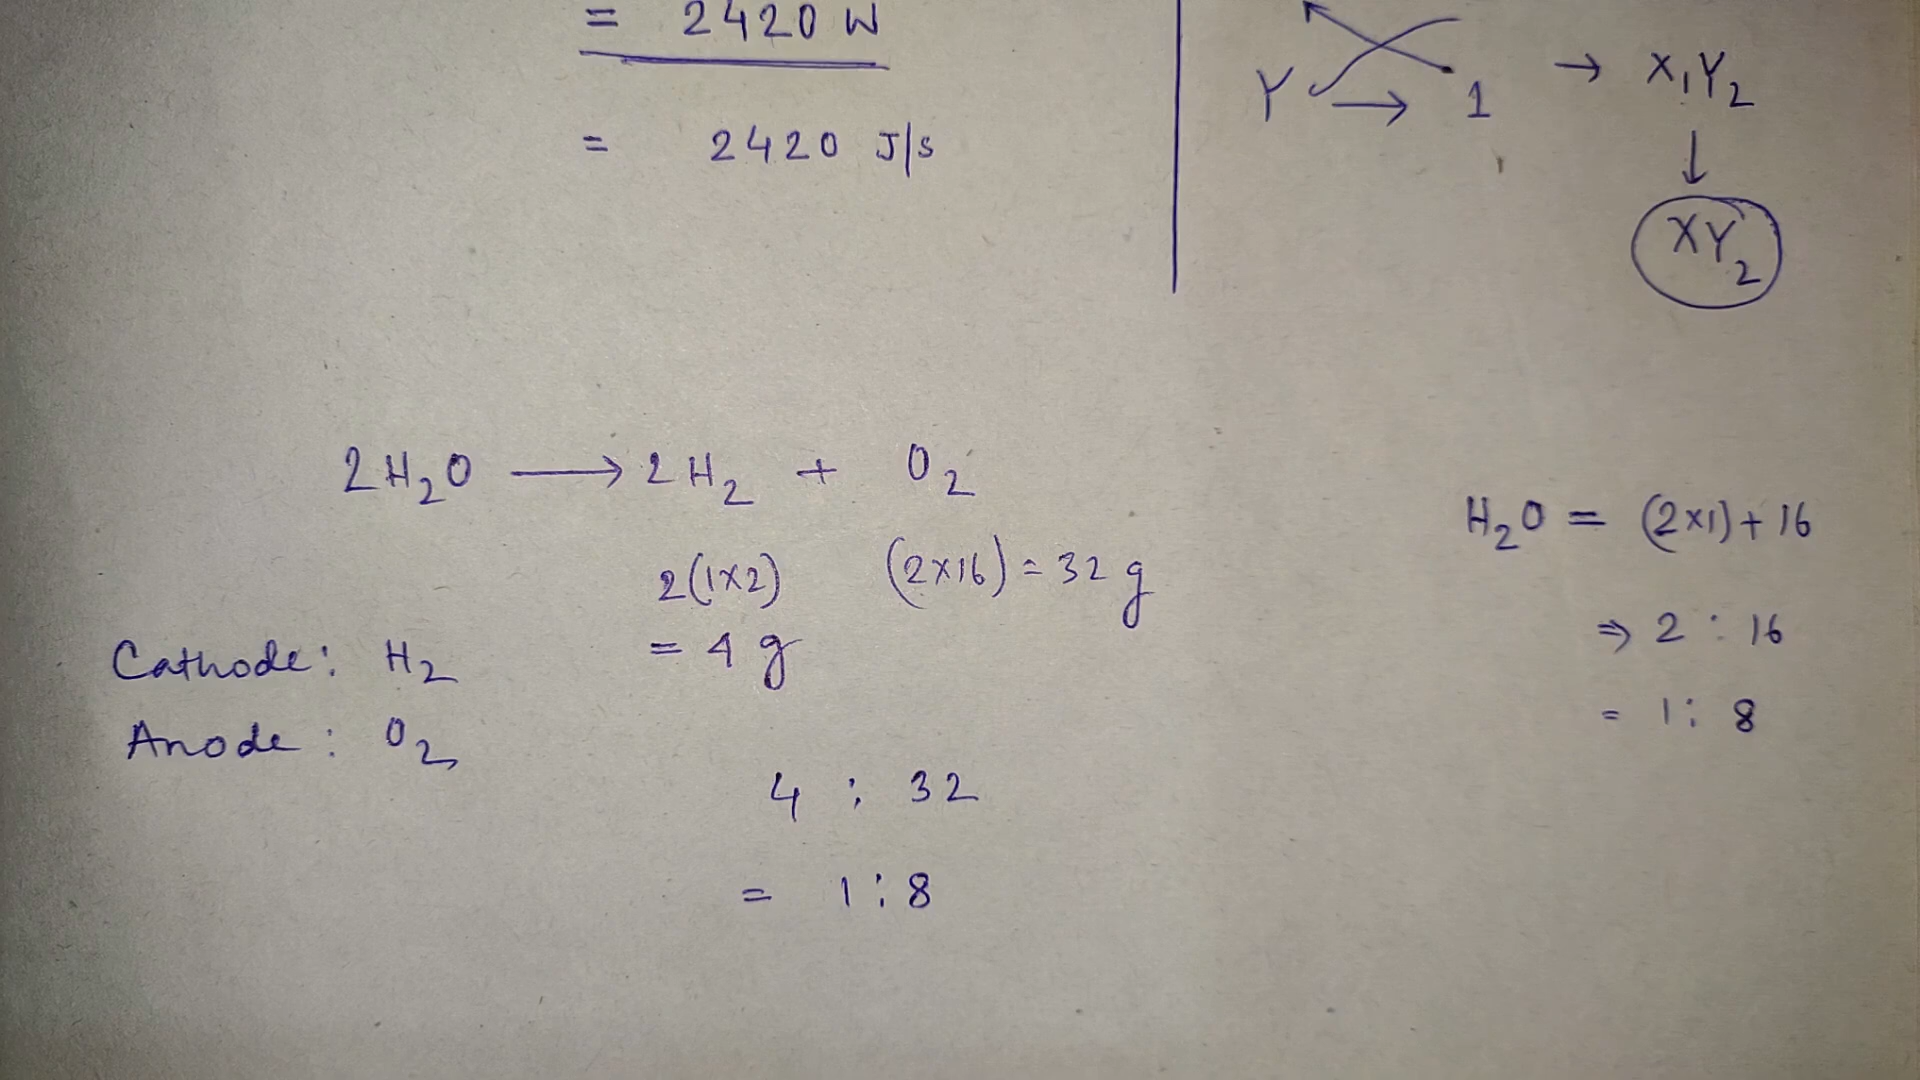 = 2420 W
= 2420 J/s
Y → 1 → X₁Y₂
↓
XY₂
2H₂O ⟶ 2H₂ + O₂
2(1×2) (2×16) = 32 g
= 4 g
Cathode: H₂
Anode: O₂
4 : 32
= 1 : 8
H₂O = (2×1) + 16
⇒ 2 : 16
= 1 : 8